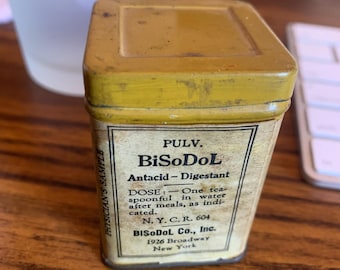 PULV.
BiSoDoL
Antacid – Digestant
DOSE:— One tea-
spoonful in water
after meals, as indi-
cated.
N. Y. C. R. 604
BiSoDoL Co., Inc.
1926 Broadway
New York
PHYSICIAN'S SAMPLE